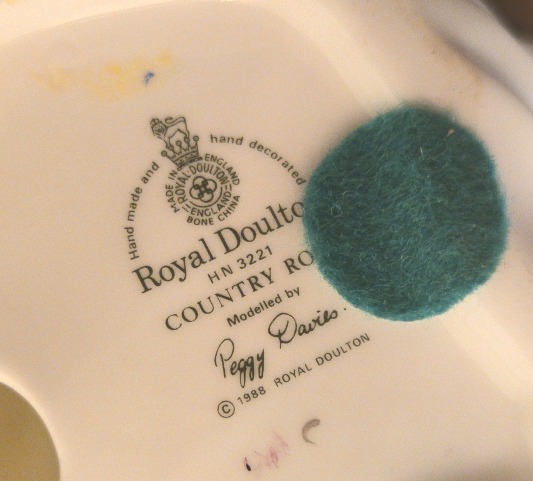 Hand made and hand decorated
MADE IN ENGLAND
ROYAL DOULTON
ENGLAND
BONE CHINA
Royal Doulto
HN 3221
COUNTRY RO
Modelled by
Peggy Davies.
© 1988 ROYAL DOULTON